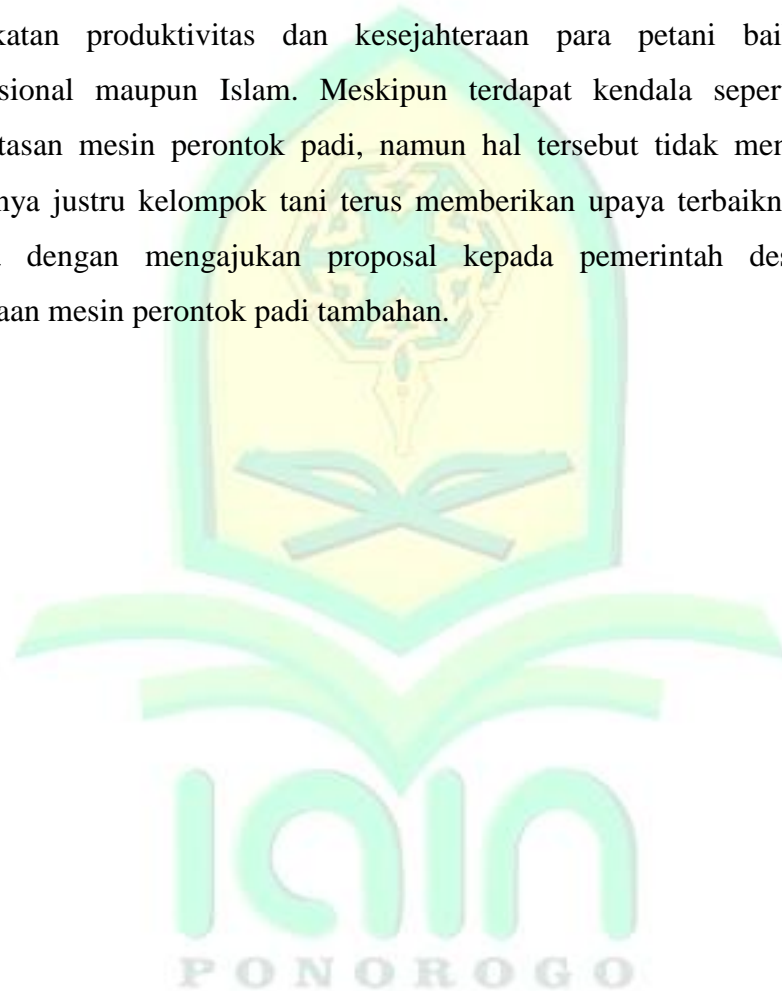 katan produktivitas dan kesejahteraan para petani bai
sional maupun Islam. Meskipun terdapat kendala seper
tasan mesin perontok padi, namun hal tersebut tidak men
nya justru kelompok tani terus memberikan upaya terbaikn
dengan mengajukan proposal kepada pemerintah des
aan mesin perontok padi tambahan.
iain
PONOROGO